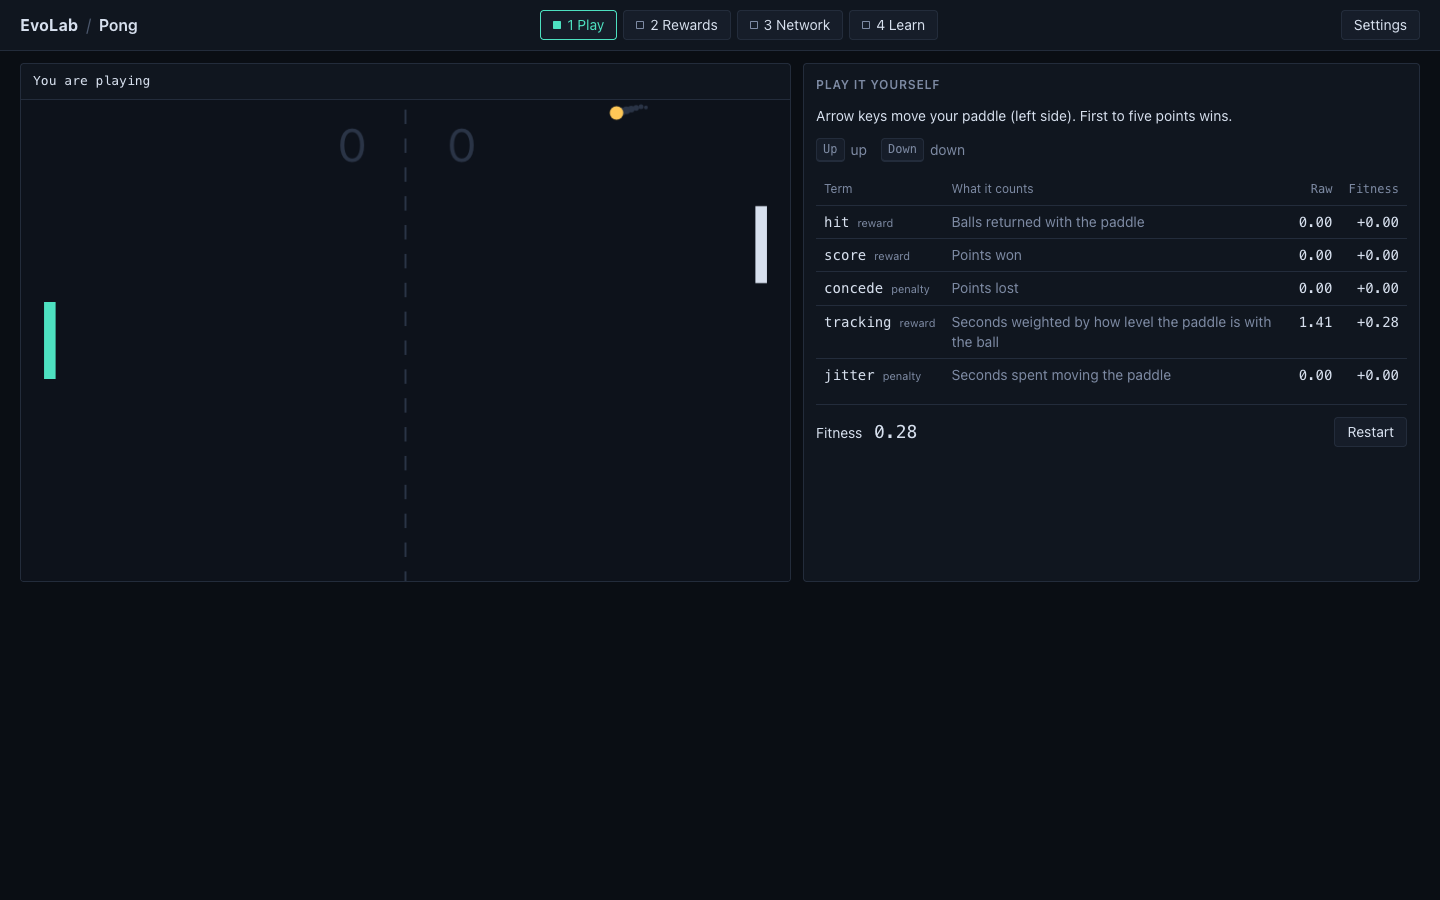 EvoLab / Pong
1 Play
2 Rewards
3 Network
4 Learn
Settings
You are playing
0 0
PLAY IT YOURSELF
Arrow keys move your paddle (left side). First to five points wins.
Up up Down down
Term What it counts Raw Fitness
hit reward Balls returned with the paddle 0.00 +0.00
score reward Points won 0.00 +0.00
concede penalty Points lost 0.00 +0.00
tracking reward Seconds weighted by how level the paddle is with 1.41 +0.28
the ball
jitter penalty Seconds spent moving the paddle 0.00 +0.00
Fitness 0.28
Restart